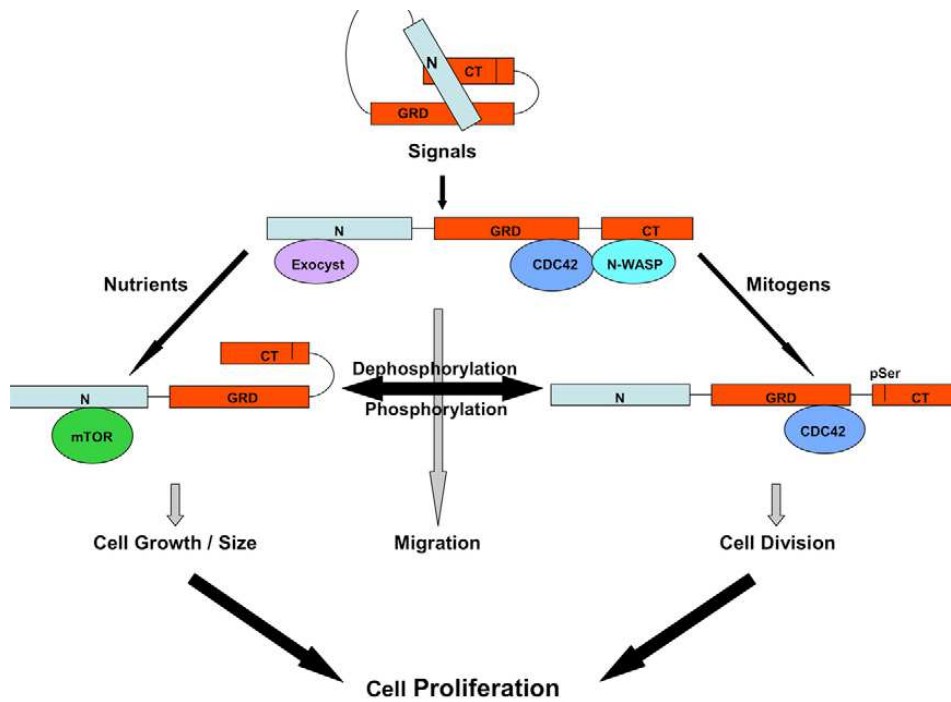 N
CT
GRD
Signals
N
GRD
CT
Exocyst
CDC42
N-WASP
Nutrients
Mitogens
CT
Dephosphorylation
pSer
N
GRD
Phosphorylation
N
GRD
CT
mTOR
CDC42
Cell Growth / Size
Migration
Cell Division
Cell Proliferation